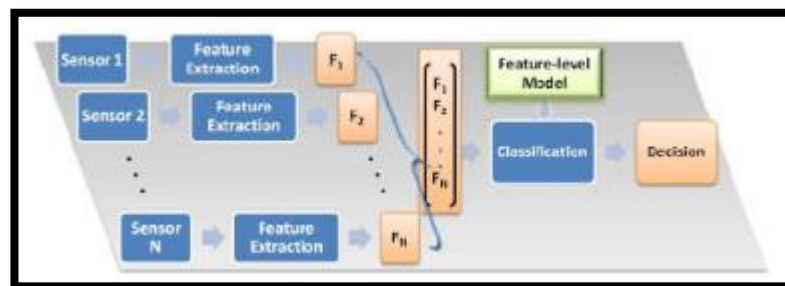 Sensor 1
Feature
Extraction
F1
Sensor 2
Feature
Extraction
F2
Sensor
N
Feature
Extraction
FN
F1
F2
.
.
.
FN
Feature-level
Model
Classification
Decision